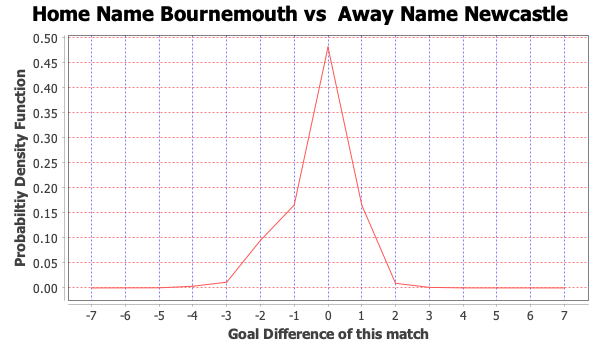 Home Name Bournemouth vs  Away Name Newcastle
0.50
0.45
0.40
0.35
0.30
0.25
0.20
0.15
0.10
0.05
0.00
Probabiltiy Density Function
-7 -6 -5 -4 -3 -2 -1 0 1 2 3 4 5 6 7
Goal Difference of this match